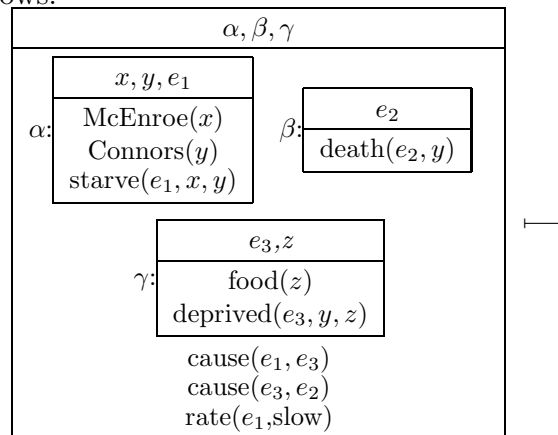 ows:
α, β, γ
α:
x, y, e₁
McEnroe(x)
Connors(y)
starve(e₁, x, y)
β:
e₂
death(e₂, y)
γ:
e₃,z
food(z)
deprived(e₃, y, z)
cause(e₁, e₃)
cause(e₃, e₂)
rate(e₁,slow)